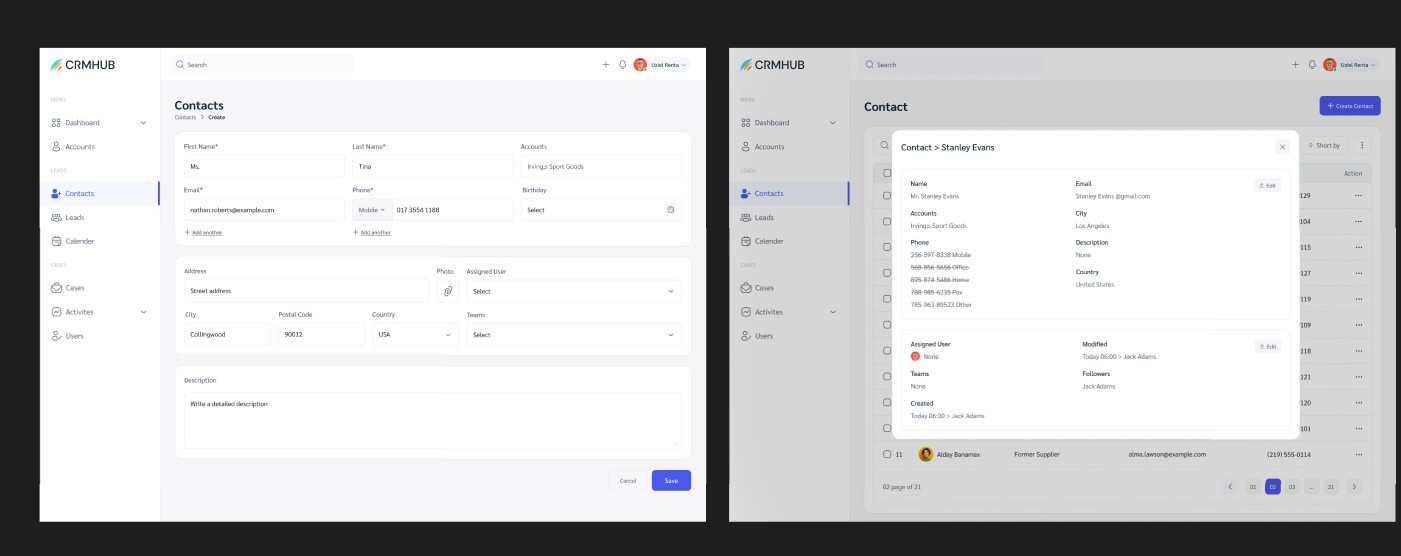 CRMHUB
Search
Uziel Renta
MENU
Dashboard
Accounts
LEADS
Contacts
Leads
Calender
CASES
Cases
Activites
Users
Contacts
Contacts > Create
First Name* Last Name* Accounts
Ms. Tina Irving;s Sport Goods
Email* Phone* Birthday
nathan.roberts@example.com Mobile 017 3554 1188 Select
+ Add another + Add another
Address Photo Assigned User
Street address Select
City Postal Code Country Teams
Collingwood 90012 USA Select
Description
Write a detailed description
Cancel Save
CRMHUB
Search
Uziel Renta
MENU
Dashboard
Accounts
LEADS
Contacts
Leads
Calender
CASES
Cases
Activites
Users
Contact
+ Create Contact
Short by
Action
Contact > Stanley Evans
Name Email
Edit
Mr. Stanley Evans Stanley Evans @gmail.com
Accounts City
Irving;s Sport Goods Los Angeles
Phone Description
256-597-8338 Mobile None
568-856-5656 Office Country
895-874-5486 Home United States
788-985-6235 Pox
785-963-89523 Other
Assigned User Modified
Edit
None Today 06:00 > Jack Adams
Teams Followers
None Jack Adams
Created
Today 06:00 > Jack Adams
129
104
115
127
119
109
118
121
120
101
11 Alday Banamex Former Supplier alma.lawson@example.com (219) 555-0114
02 page of 21
01 02 03 ... 21